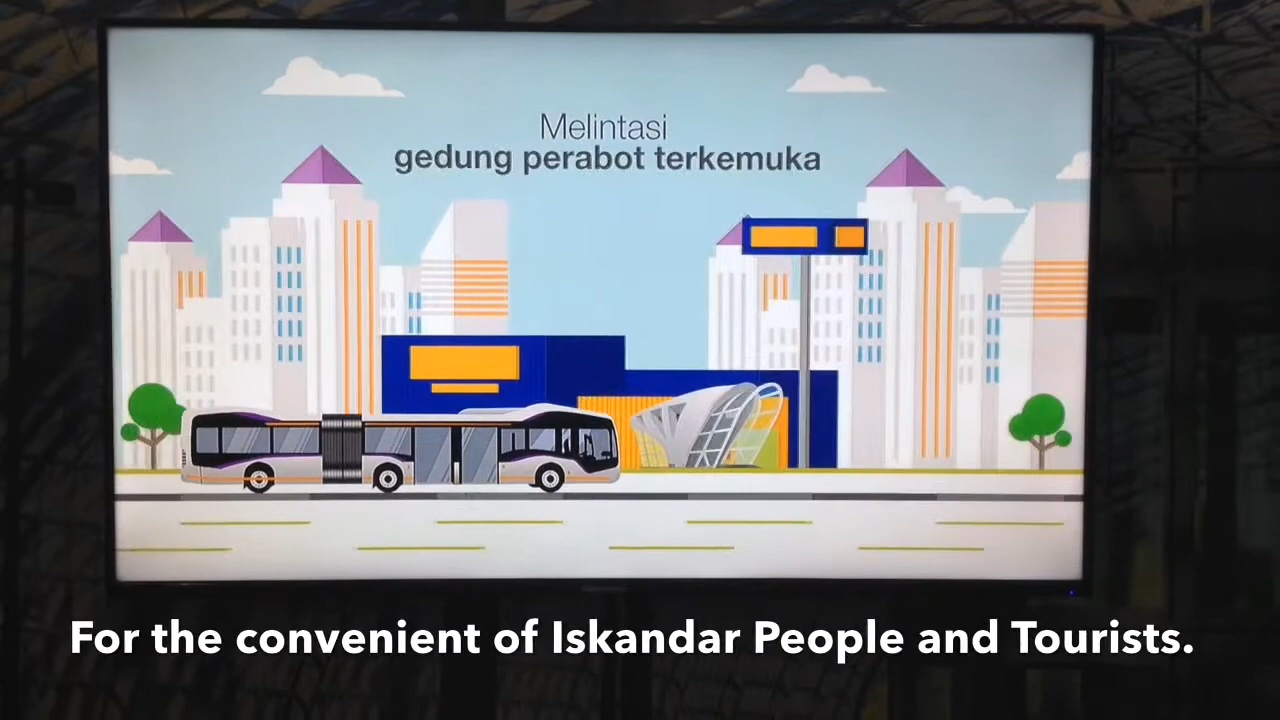 Melintasi
gedung perabot terkemuka
For the convenient of Iskandar People and Tourists.